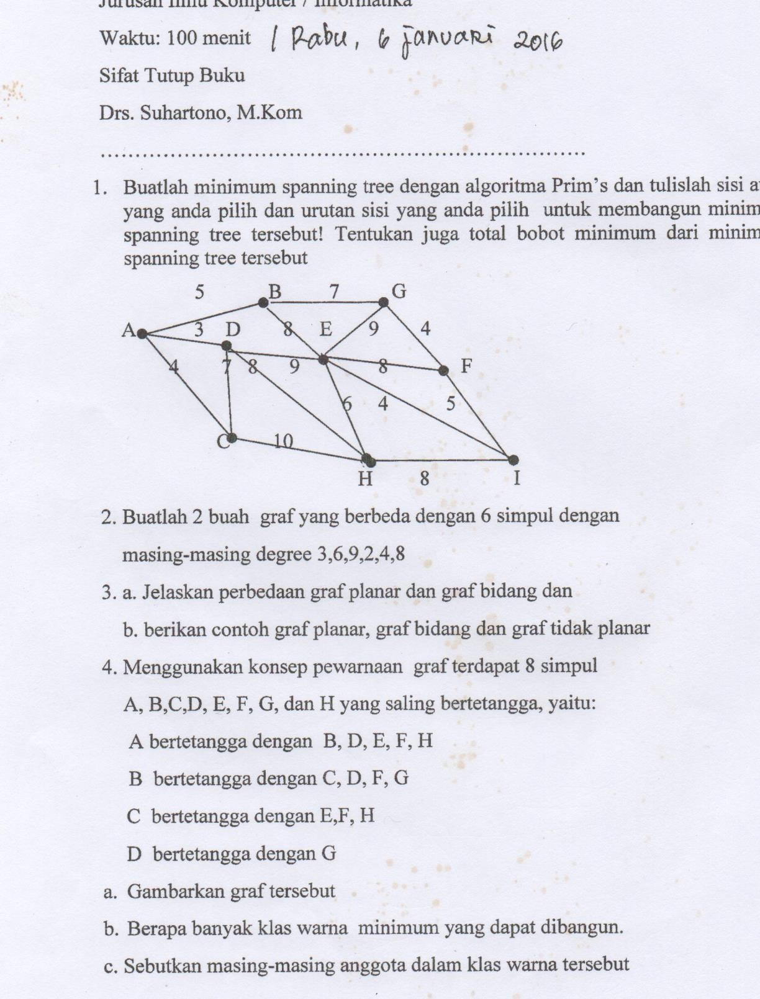 Jurusan Ilmu Komputer / Informatika
Waktu: 100 menit / Rabu, 6 januari 2016
Sifat Tutup Buku
Drs. Suhartono, M.Kom
1. Buatlah minimum spanning tree dengan algoritma Prim's dan tulislah sisi
yang anda pilih dan urutan sisi yang anda pilih untuk membangun minim
spanning tree tersebut! Tentukan juga total bobot minimum dari minim
spanning tree tersebut
5 B 7 G
A 3 D 8 E 9 4
4 7 8 9 8 F
6 4 5
C 10
H 8 I
2. Buatlah 2 buah graf yang berbeda dengan 6 simpul dengan
masing-masing degree 3,6,9,2,4,8
3. a. Jelaskan perbedaan graf planar dan graf bidang dan
b. berikan contoh graf planar, graf bidang dan graf tidak planar
4. Menggunakan konsep pewarnaan graf terdapat 8 simpul
A, B,C,D, E, F, G, dan H yang saling bertetangga, yaitu:
A bertetangga dengan B, D, E, F, H
B bertetangga dengan C, D, F, G
C bertetangga dengan E,F, H
D bertetangga dengan G
a. Gambarkan graf tersebut
b. Berapa banyak klas warna minimum yang dapat dibangun.
c. Sebutkan masing-masing anggota dalam klas warna tersebut